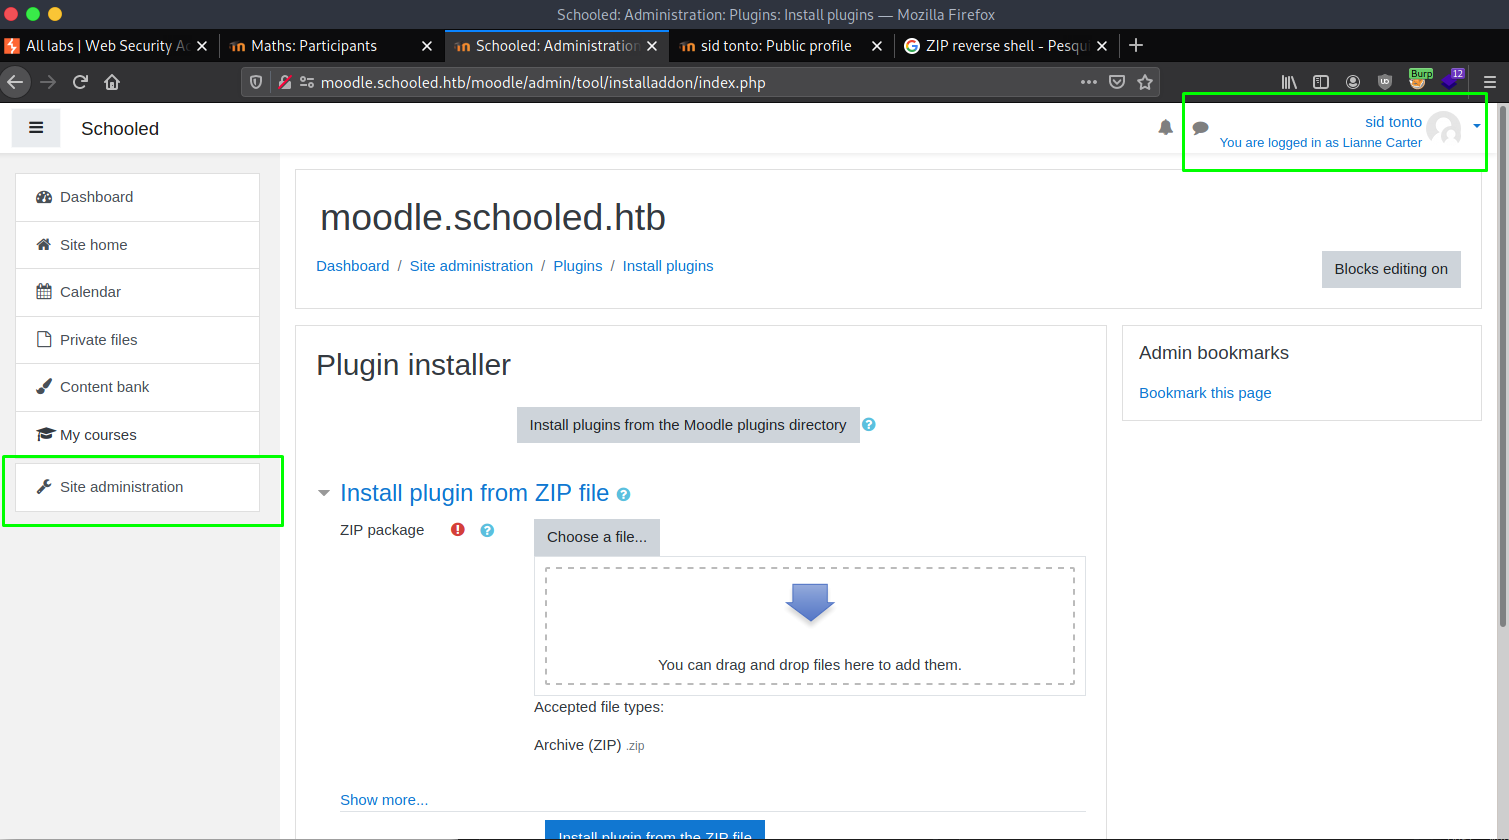 Schooled: Administration: Plugins: Install plugins — Mozilla Firefox
All labs | Web Security Ac
Maths: Participants
Schooled: Administration
sid tonto: Public profile
ZIP reverse shell - Pesqu
moodle.schooled.htb/moodle/admin/tool/installaddon/index.php
Burp
12
Schooled
sid tonto
You are logged in as Lianne Carter
Dashboard
Site home
Calendar
Private files
Content bank
My courses
Site administration
moodle.schooled.htb
Dashboard / Site administration / Plugins / Install plugins
Blocks editing on
Plugin installer
Install plugins from the Moodle plugins directory
Install plugin from ZIP file
ZIP package
Choose a file...
You can drag and drop files here to add them.
Accepted file types:
Archive (ZIP) .zip
Show more...
Install plugin from the ZIP file
Admin bookmarks
Bookmark this page